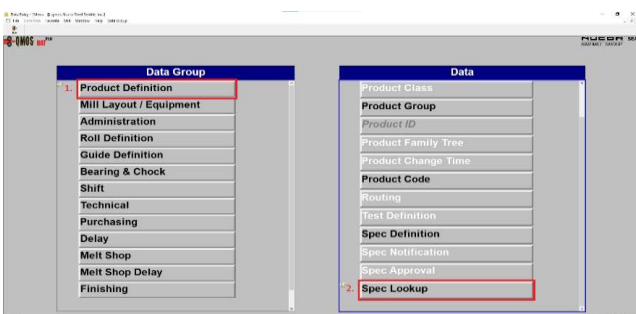 Data Group
1. Product Definition
Mill Layout / Equipment
Administration
Roll Definition
Guide Definition
Bearing & Chock
Shift
Technical
Purchasing
Delay
Melt Shop
Melt Shop Delay
Finishing
Data
Product Class
Product Group
Product ID
Product Family Tree
Product Change Time
Product Code
Routing
Test Definition
Spec Definition
Spec Notification
Spec Approval
2. Spec Lookup